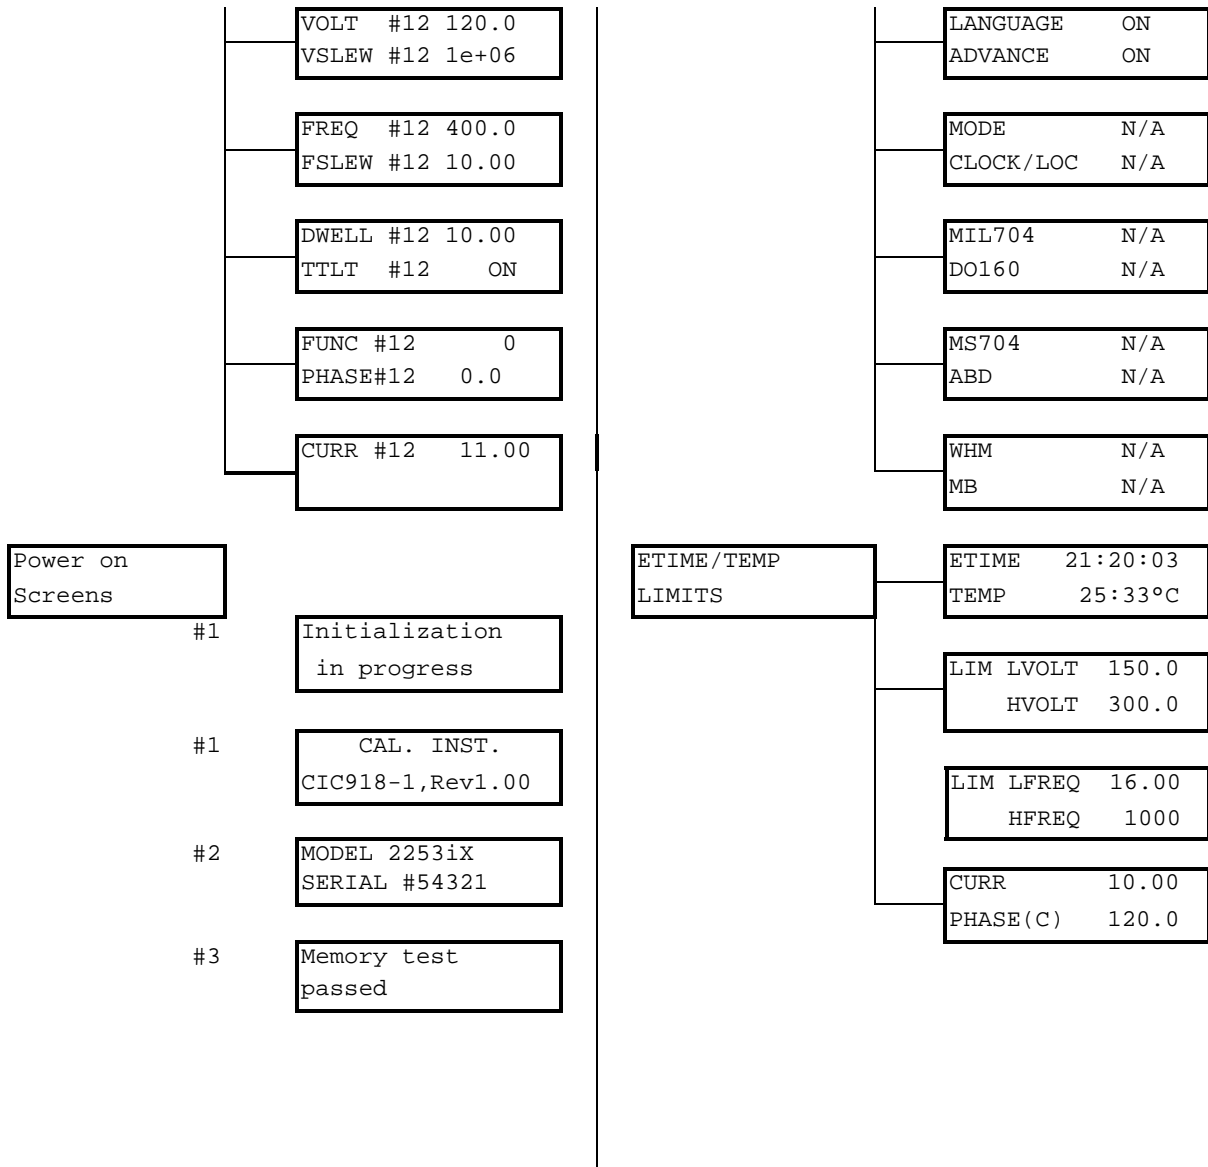 VOLT #12 120.0
VSLEW #12 1e+06
FREQ #12 400.0
FSLEW #12 10.00
DWELL #12 10.00
TTLT #12 ON
FUNC #12 0
PHASE#12 0.0
CURR #12 11.00
Power on
Screens
#1 Initialization
in progress
#1 CAL. INST.
CIC918-1,Rev1.00
#2 MODEL 2253iX
SERIAL #54321
#3 Memory test
passed
LANGUAGE ON
ADVANCE ON
MODE N/A
CLOCK/LOC N/A
MIL704 N/A
DO160 N/A
MS704 N/A
ABD N/A
WHM N/A
MB N/A
ETIME/TEMP
LIMITS
ETIME 21:20:03
TEMP 25:33°C
LIM LVOLT 150.0
HVOLT 300.0
LIM LFREQ 16.00
HFREQ 1000
CURR 10.00
PHASE(C) 120.0